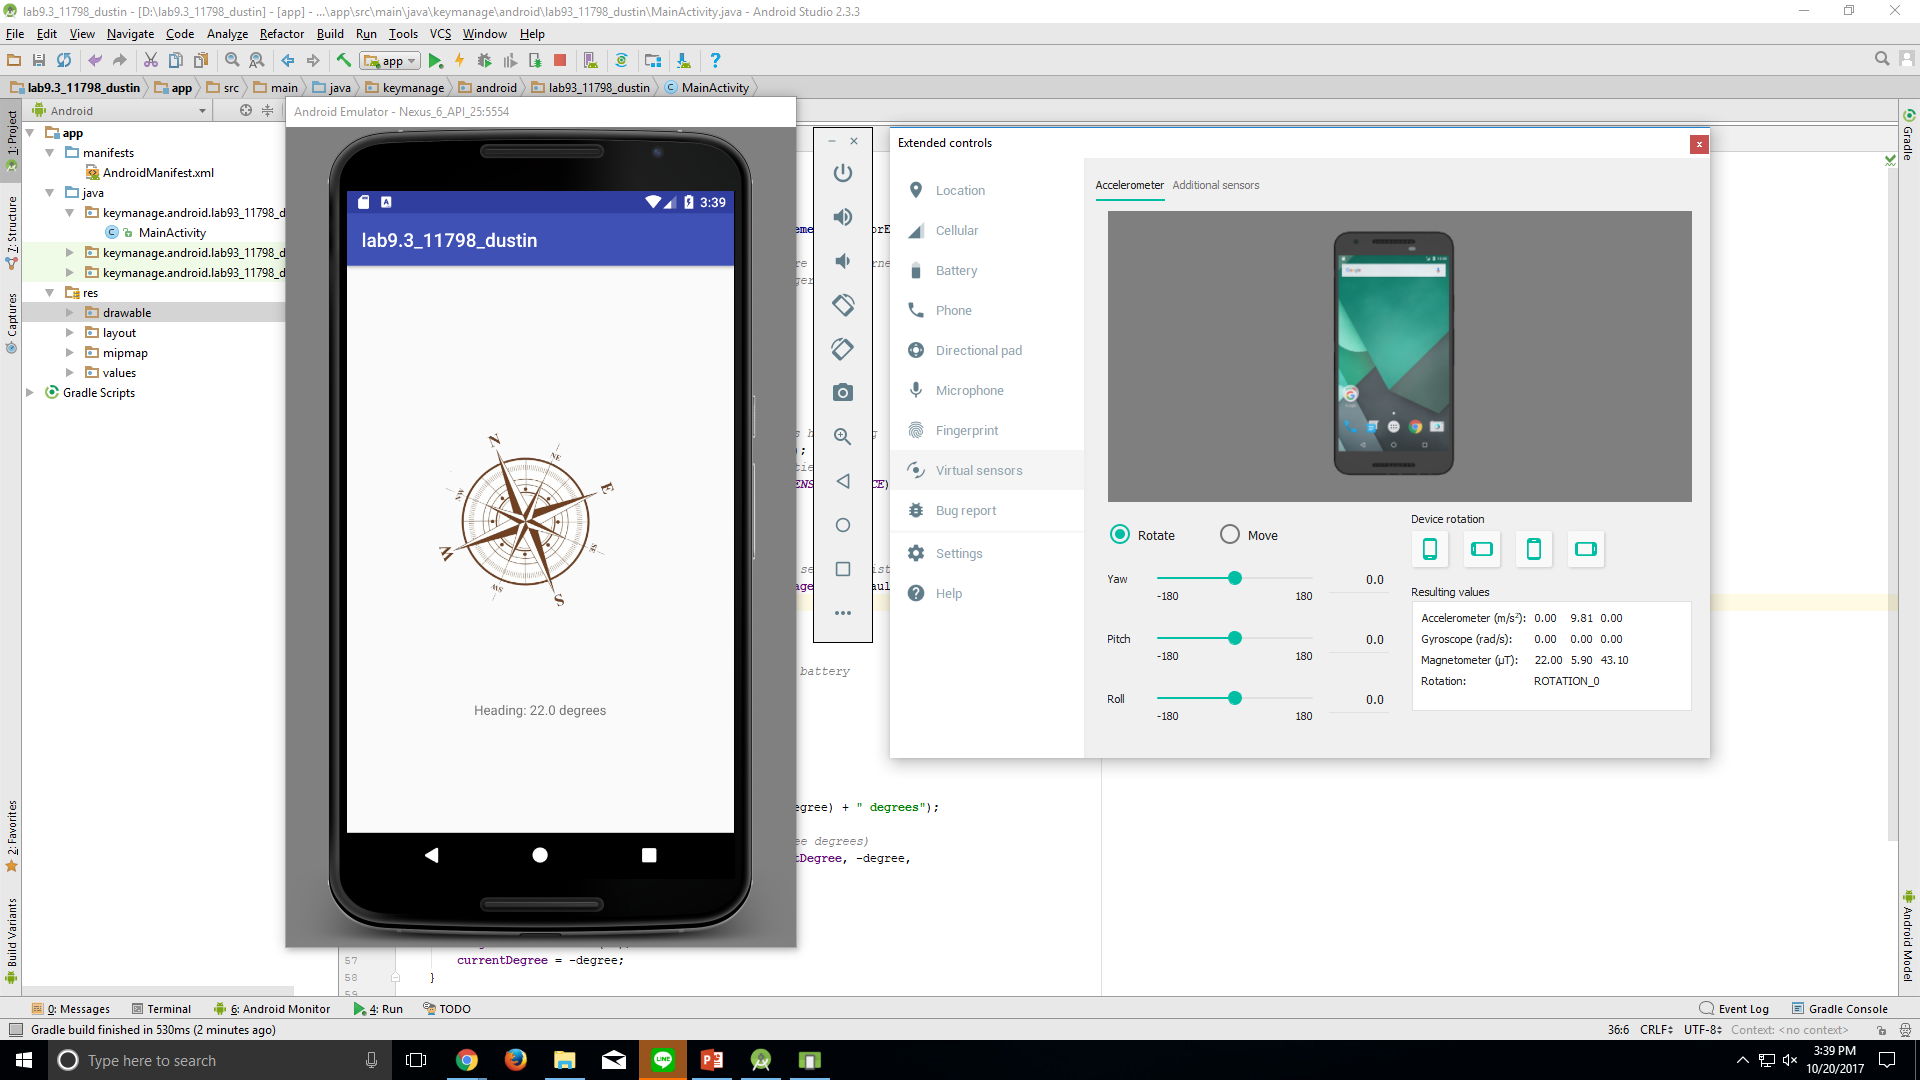 lab9.3_11798_dustin - [D:\lab9.3_11798_dustin] - [app] - ...\app\src\main\java\keymanage\android\lab93_11798_dustin\MainActivity.java - Android Studio 2.3.3
File Edit View Navigate Code Analyze Refactor Build Run Tools VCS Window Help
app
lab9.3_11798_dustin app src main java keymanage android lab93_11798_dustin MainActivity
Android
1: Project
7: Structure
Captures
2: Favorites
Build Variants
app
manifests
AndroidManifest.xml
java
keymanage.android.lab93_11798_d
MainActivity
keymanage.android.lab93_11798_d
keymanage.android.lab93_11798_d
res
drawable
layout
mipmap
values
Gradle Scripts
Android Emulator - Nexus_6_API_25:5554
3:39
lab9.3_11798_dustin
N
NE
E
SE
S
SW
W
NW
Heading: 22.0 degrees
battery
egree) + " degrees");
ee degrees)
tDegree, -degree,
57 currentDegree = -degree;
58 }
59
Extended controls
x
Location
Cellular
Battery
Phone
Directional pad
Microphone
Fingerprint
Virtual sensors
Bug report
Settings
Help
Accelerometer Additional sensors
Rotate Move
Yaw -180 180 0.0
Pitch -180 180 0.0
Roll -180 180 0.0
Device rotation
Resulting values
Accelerometer (m/s²): 0.00 9.81 0.00
Gyroscope (rad/s): 0.00 0.00 0.00
Magnetometer (μT): 22.00 5.90 43.10
Rotation: ROTATION_0
Gradle
Android Model
0: Messages Terminal 6: Android Monitor 4: Run TODO Event Log Gradle Console
Gradle build finished in 530ms (2 minutes ago) 36:6 CRLF UTF-8 Context: <no context>
Type here to search
3:39 PM
10/20/2017